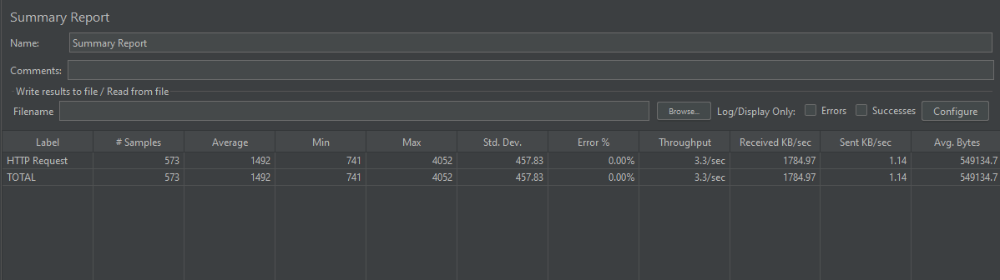 Summary Report
Name: Summary Report
Comments:
Write results to file / Read from file
Filename Browse... Log/Display Only: Errors Successes Configure
Label # Samples Average Min Max Std. Dev. Error % Throughput Received KB/sec Sent KB/sec Avg. Bytes
HTTP Request 573 1492 741 4052 457.83 0.00% 3.3/sec 1784.97 1.14 549134.7
TOTAL 573 1492 741 4052 457.83 0.00% 3.3/sec 1784.97 1.14 549134.7